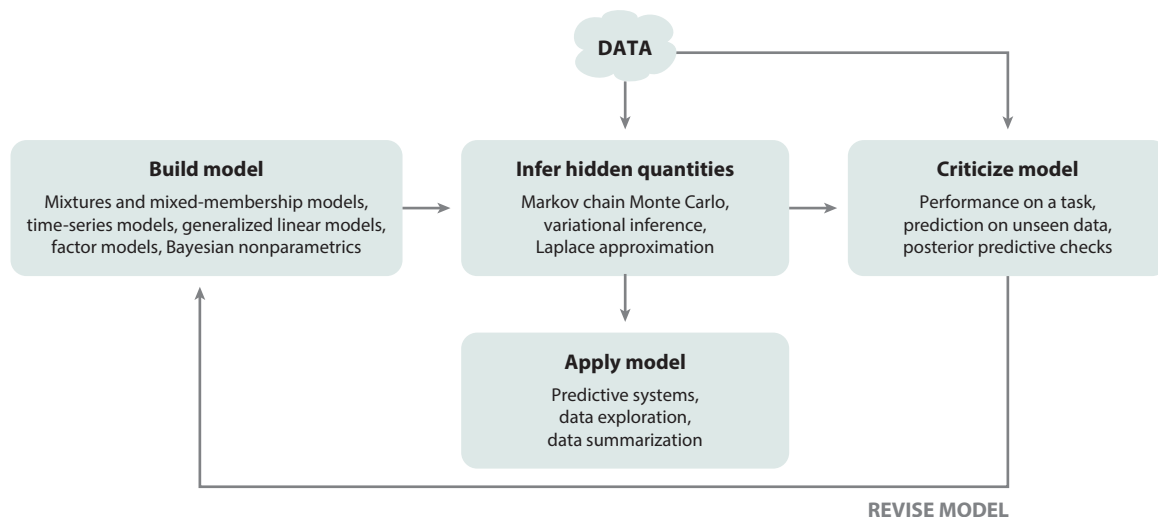 DATA
Build model
Mixtures and mixed-membership models,
time-series models, generalized linear models,
factor models, Bayesian nonparametrics
Infer hidden quantities
Markov chain Monte Carlo,
variational inference,
Laplace approximation
Criticize model
Performance on a task,
prediction on unseen data,
posterior predictive checks
Apply model
Predictive systems,
data exploration,
data summarization
REVISE MODEL